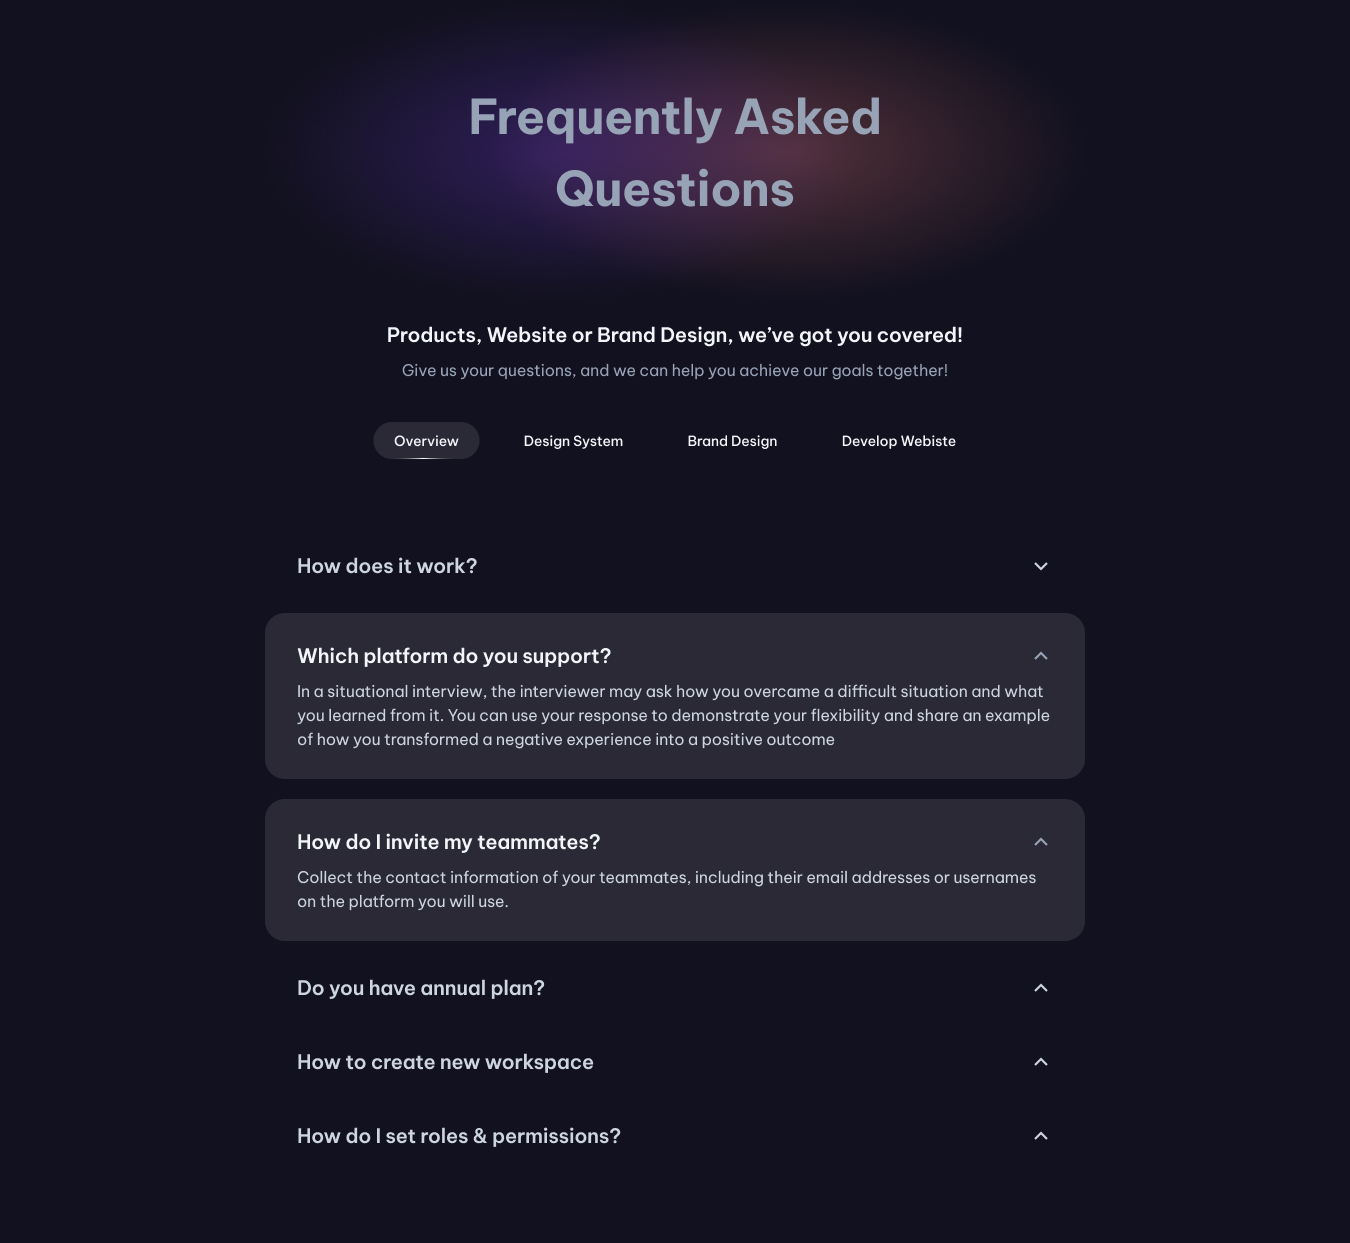 Frequently Asked
Questions
Products, Website or Brand Design, we’ve got you covered!
Give us your questions, and we can help you achieve our goals together!
Overview
Design System
Brand Design
Develop Webiste
How does it work?
Which platform do you support?
In a situational interview, the interviewer may ask how you overcame a difficult situation and what
you learned from it. You can use your response to demonstrate your flexibility and share an example
of how you transformed a negative experience into a positive outcome
How do I invite my teammates?
Collect the contact information of your teammates, including their email addresses or usernames
on the platform you will use.
Do you have annual plan?
How to create new workspace
How do I set roles & permissions?